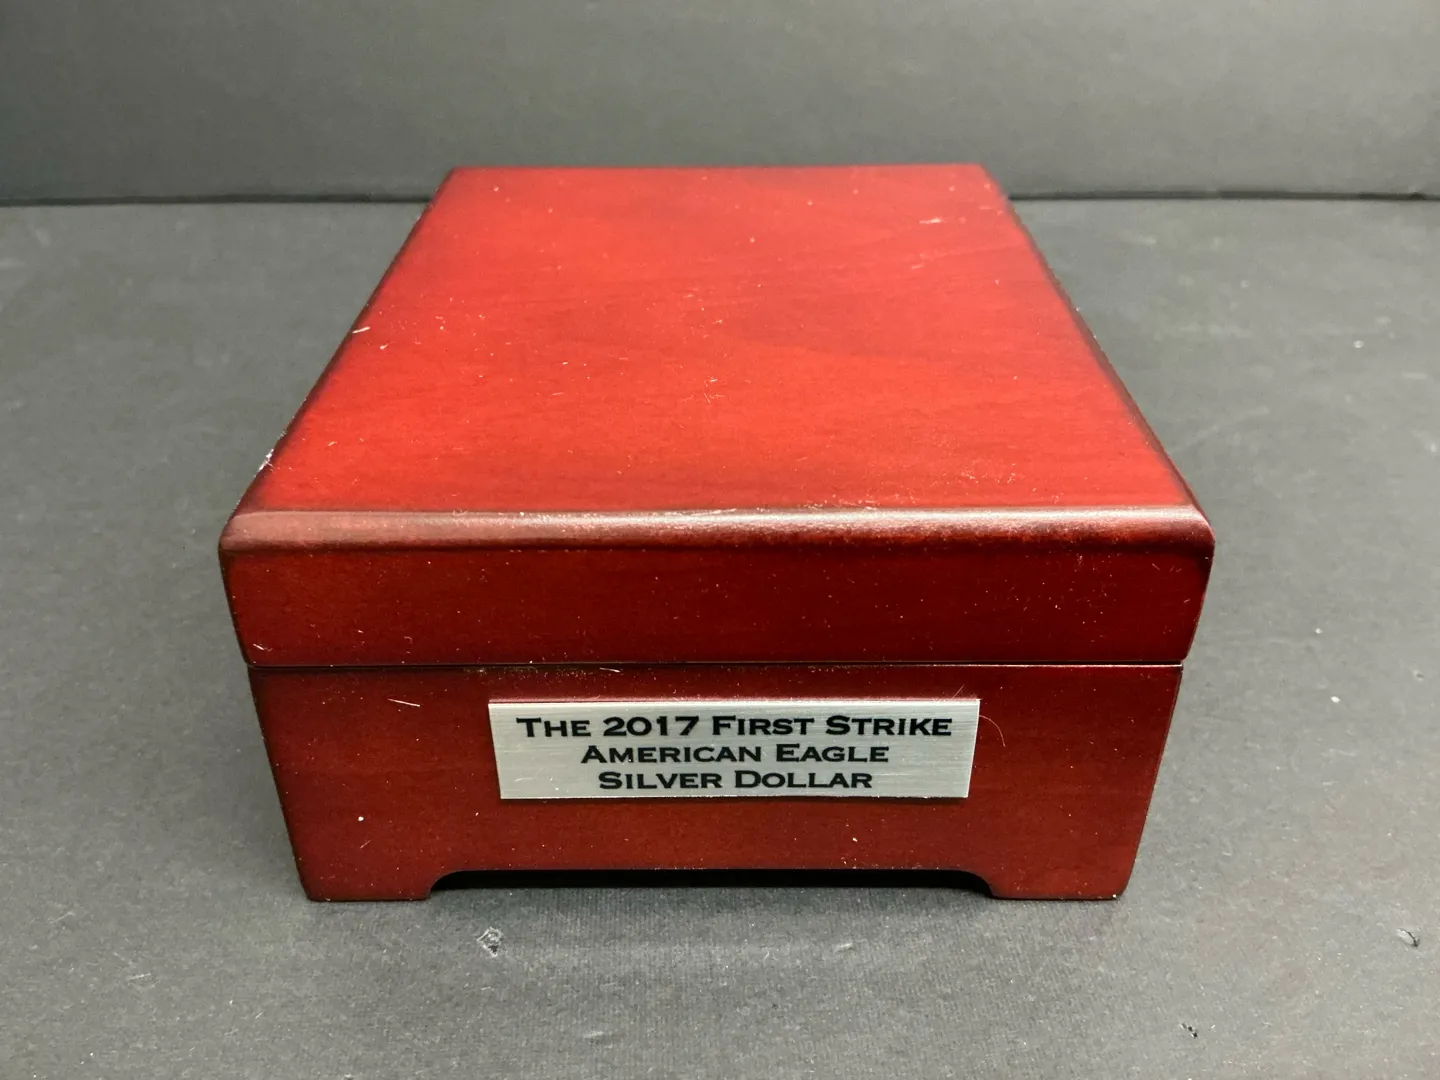 The 2017 First Strike
American Eagle
Silver Dollar